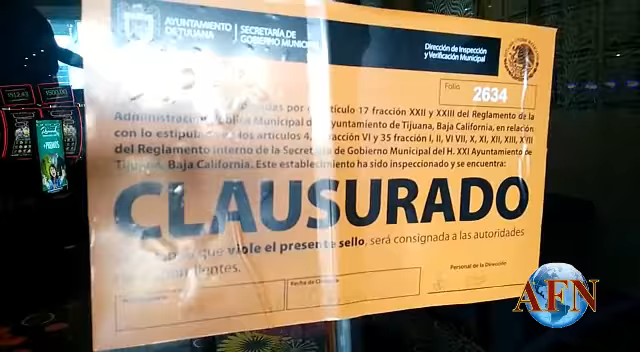 AYUNTAMIENTO
DE TIJUANA
SECRETARÍA DE
GOBIERNO MUNICIPAL
Dirección de Inspección
y Verificación Municipal
Folio
2634
por artículo 17 fracción XXII y XXIII del Reglamento de la
Administración Pública Municipal del Ayuntamiento de Tijuana, Baja California, en relación
con lo estipulado los artículos 4, fracción VI y 35 fracción I, II, VI VII, X, XI, XII, XIII, XVII
del Reglamento Interno de la Secretaría de Gobierno Municipal del H. XXI Ayuntamiento de
Tijuana, Baja California. Este establecimiento ha sido inspeccionado y se encuentra:
CLAUSURADO
que viole el presente sello, será consignada a las autoridades
Fecha de
Personal de la Dirección
AFN